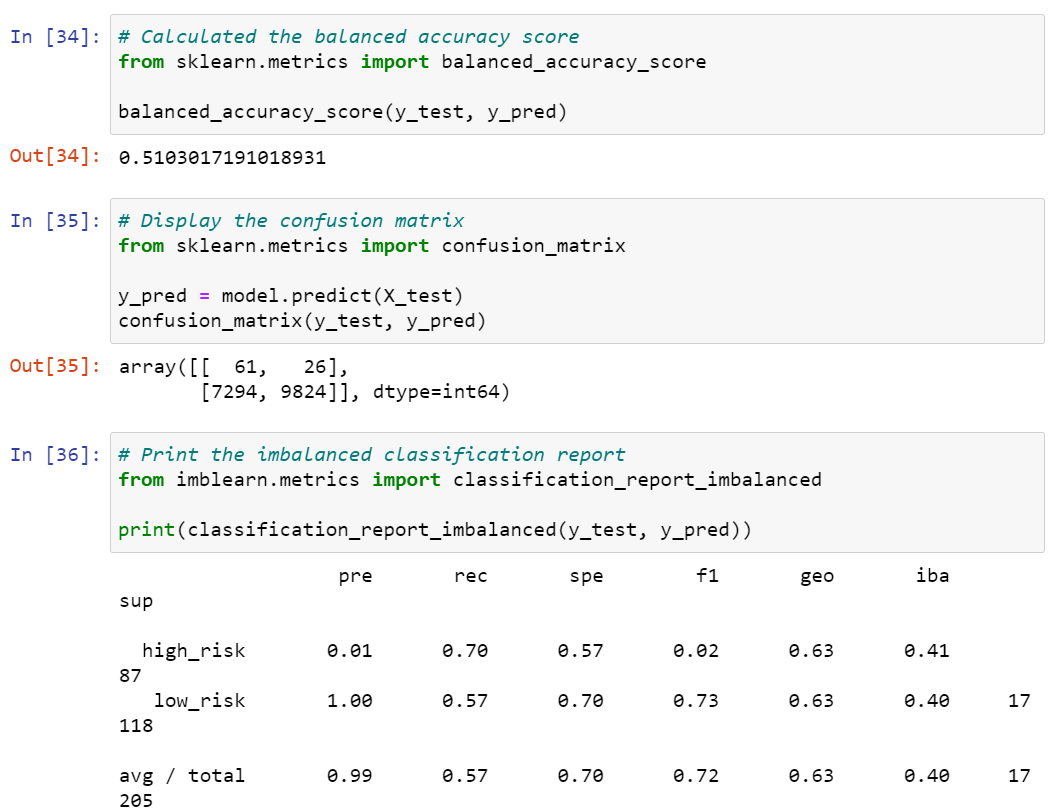 In [34]: # Calculated the balanced accuracy score
from sklearn.metrics import balanced_accuracy_score
balanced_accuracy_score(y_test, y_pred)
Out[34]: 0.5103017191018931
In [35]: # Display the confusion matrix
from sklearn.metrics import confusion_matrix
y_pred = model.predict(X_test)
confusion_matrix(y_test, y_pred)
Out[35]: array([[  61,   26],
       [7294, 9824]], dtype=int64)
In [36]: # Print the imbalanced classification report
from imblearn.metrics import classification_report_imbalanced
print(classification_report_imbalanced(y_test, y_pred))
                   pre       rec       spe        f1       geo       iba
sup
  high_risk       0.01      0.70      0.57      0.02      0.63      0.41
87
   low_risk       1.00      0.57      0.70      0.73      0.63      0.40     17
118
avg / total       0.99      0.57      0.70      0.72      0.63      0.40     17
205